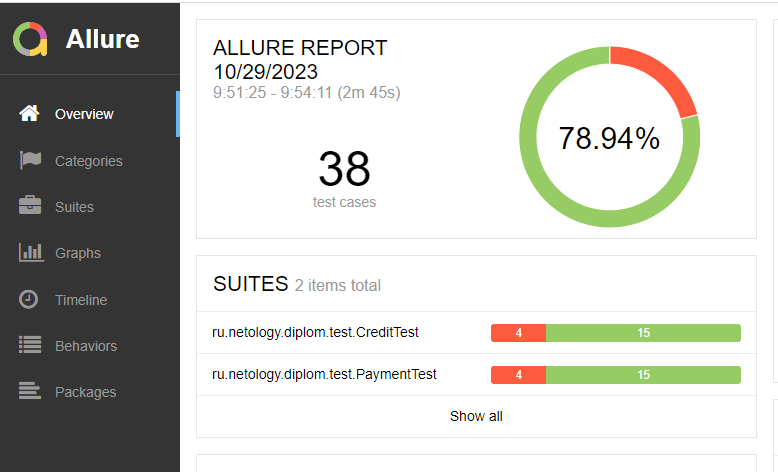 Allure
Overview
Categories
Suites
Graphs
Timeline
Behaviors
Packages
ALLURE REPORT
10/29/2023
9:51:25 - 9:54:11 (2m 45s)
38
test cases
78.94%
SUITES 2 items total
ru.netology.diplom.test.CreditTest 4 15
ru.netology.diplom.test.PaymentTest 4 15
Show all